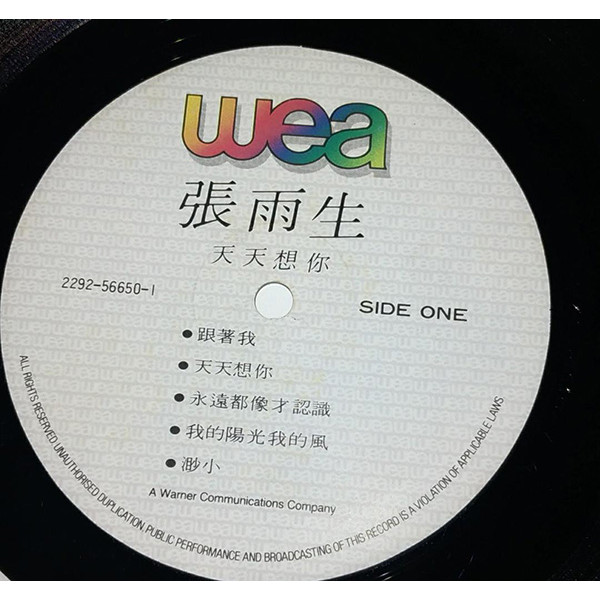 wea
張雨生
天天想你
2292-56650-1
SIDE ONE
●跟著我
●天天想你
●永遠都像才認識
●我的陽光我的風
●渺小
A Warner Communications Company
ALL RIGHTS RESERVED UNAUTHORISED DUPLICATION, PUBLIC PERFORMANCE AND BROADCASTING OF THIS RECORD IS A VIOLATION OF APPLICABLE LAWS